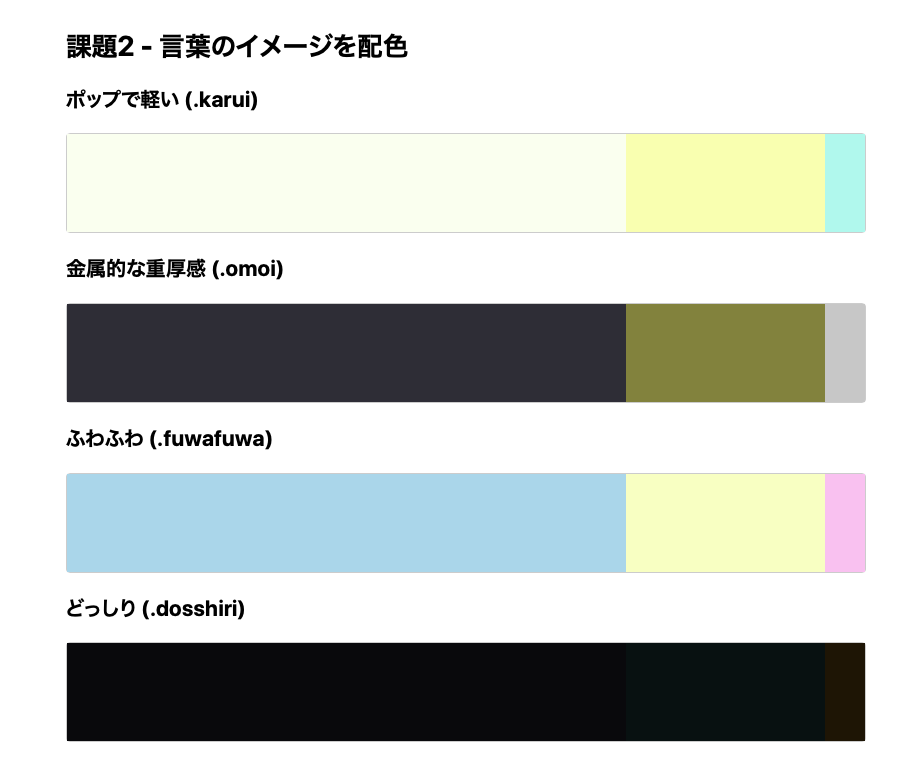 課題2 - 言葉のイメージを配色
ポップで軽い (.karui)
金属的な重厚感 (.omoi)
ふわふわ (.fuwafuwa)
どっしり (.dosshiri)